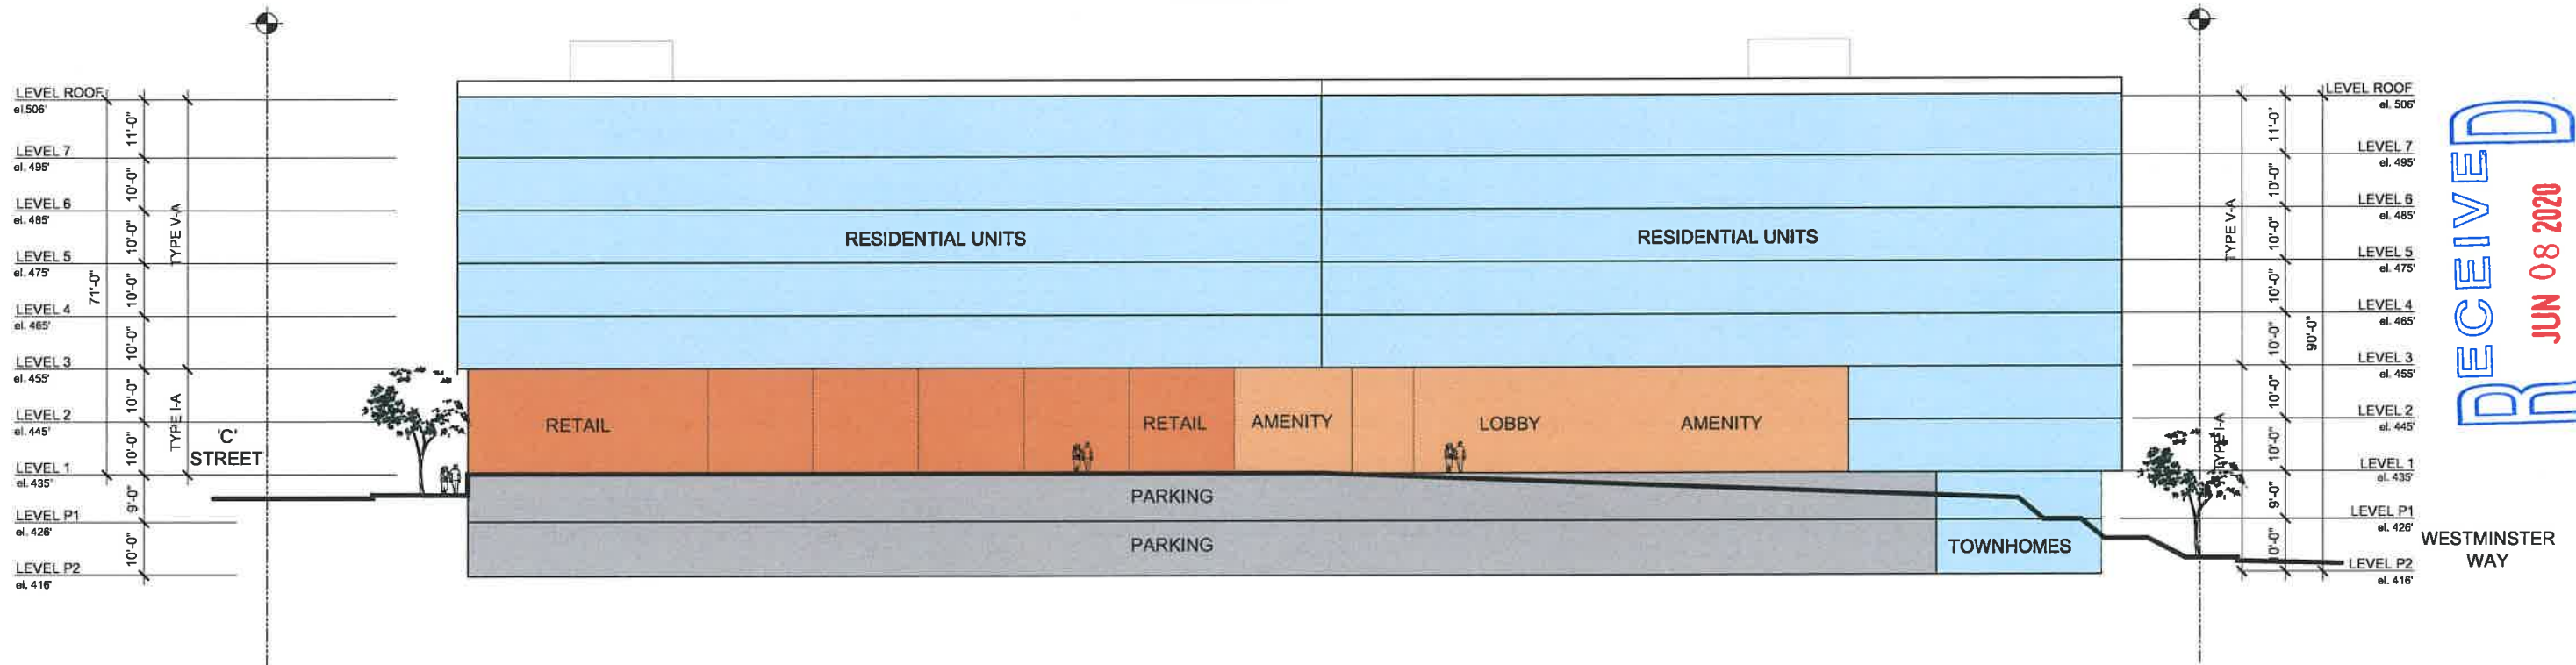 LEVEL ROOF
el.506'
11'-0"
LEVEL 7
el. 495'
10'-0"
LEVEL 6
el. 485'
10'-0"
TYPE V-A
LEVEL 5
el. 475'
71'-0"
10'-0"
LEVEL 4
el. 465'
10'-0"
LEVEL 3
el. 455'
10'-0"
TYPE I-A
LEVEL 2
el. 445'
10'-0"
'C'
STREET
LEVEL 1
el. 435'
9'-0"
LEVEL P1
el. 426'
10'-0"
LEVEL P2
el. 416'
RESIDENTIAL UNITS
RESIDENTIAL UNITS
RETAIL
RETAIL
AMENITY
LOBBY
AMENITY
PARKING
PARKING
TOWNHOMES
LEVEL ROOF
el. 506'
11'-0"
LEVEL 7
el. 495'
10'-0"
LEVEL 6
el. 485'
TYPE V-A
10'-0"
LEVEL 5
el. 475'
10'-0"
LEVEL 4
el. 465'
10'-0"
90'-0"
LEVEL 3
el. 455'
10'-0"
LEVEL 2
el. 445'
TYPE I-A
10'-0"
LEVEL 1
el. 435'
9'-0"
LEVEL P1
el. 426'
10'-0"
LEVEL P2
el. 416'
WESTMINSTER
WAY
RECEIVED
JUN 08 2020